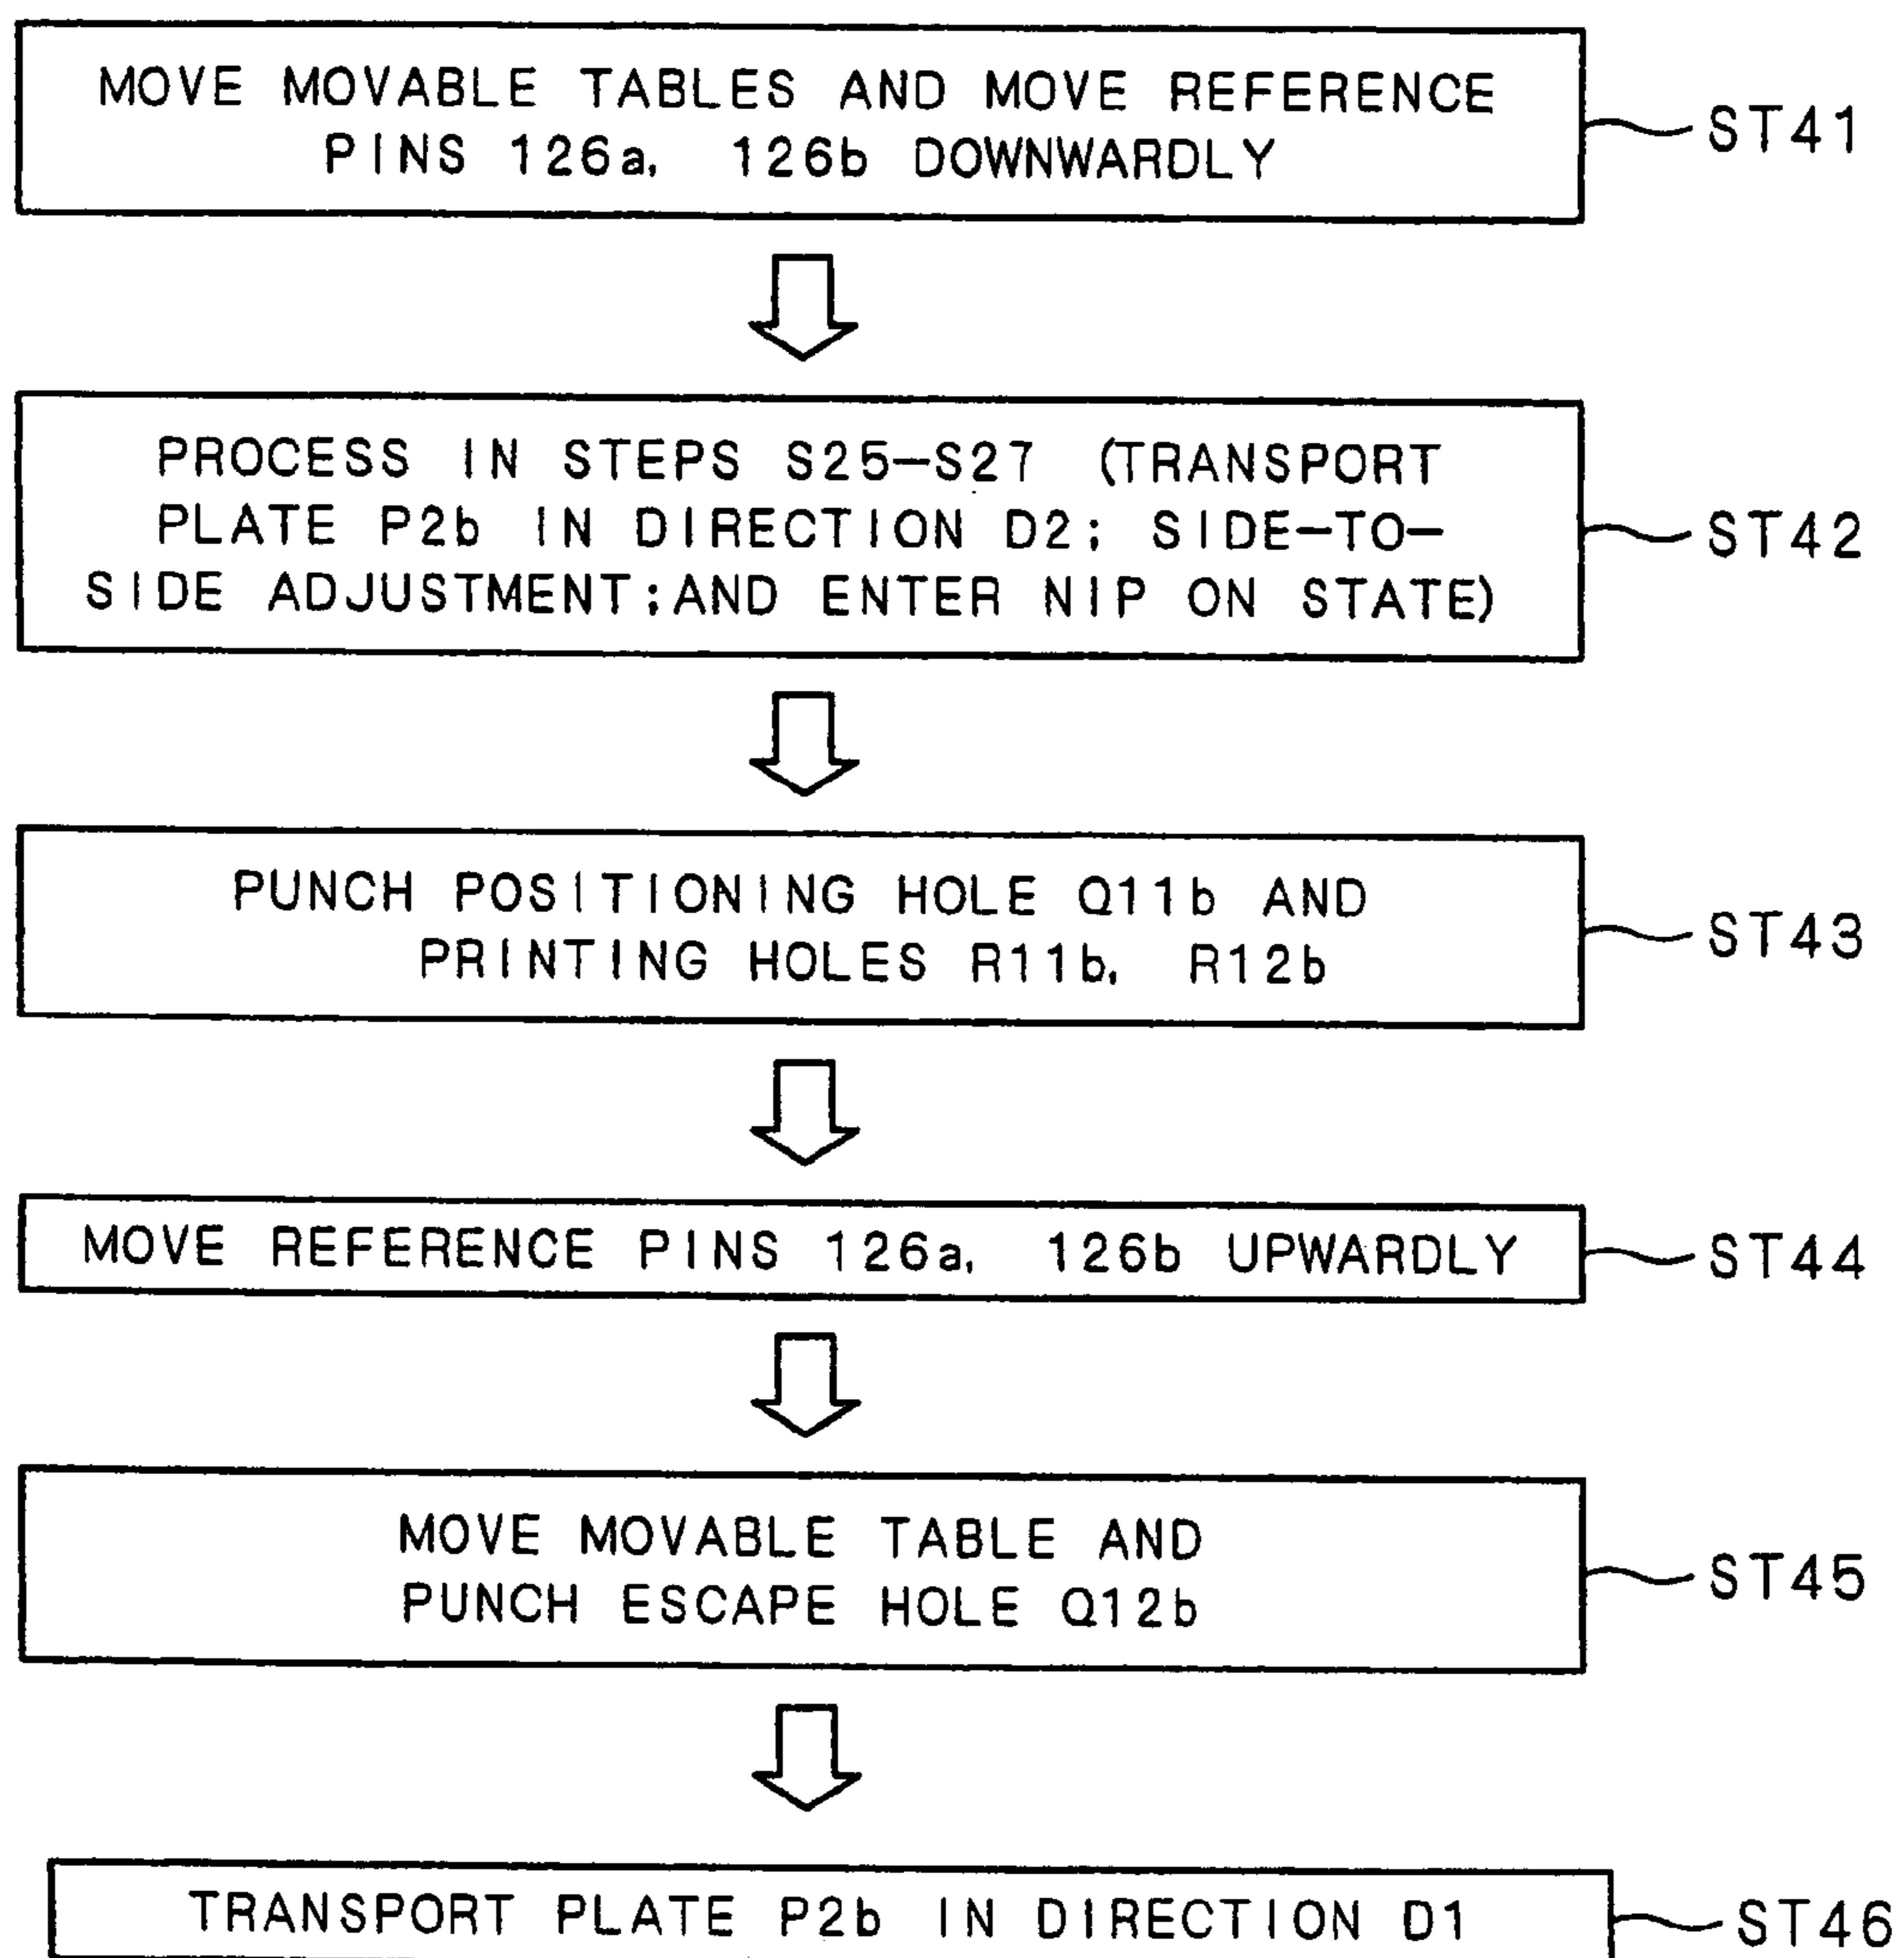 MOVE MOVABLE TABLES AND MOVE REFERENCE
PINS 126a, 126b DOWNWARDLY
ST41
PROCESS IN STEPS S25-S27 (TRANSPORT
PLATE P2b IN DIRECTION D2; SIDE-TO-
SIDE ADJUSTMENT;AND ENTER NIP ON STATE)
ST42
PUNCH POSITIONING HOLE Q11b AND
PRINTING HOLES R11b, R12b
ST43
MOVE REFERENCE PINS 126a, 126b UPWARDLY
ST44
MOVE MOVABLE TABLE AND
PUNCH ESCAPE HOLE Q12b
ST45
TRANSPORT PLATE P2b IN DIRECTION D1
ST46